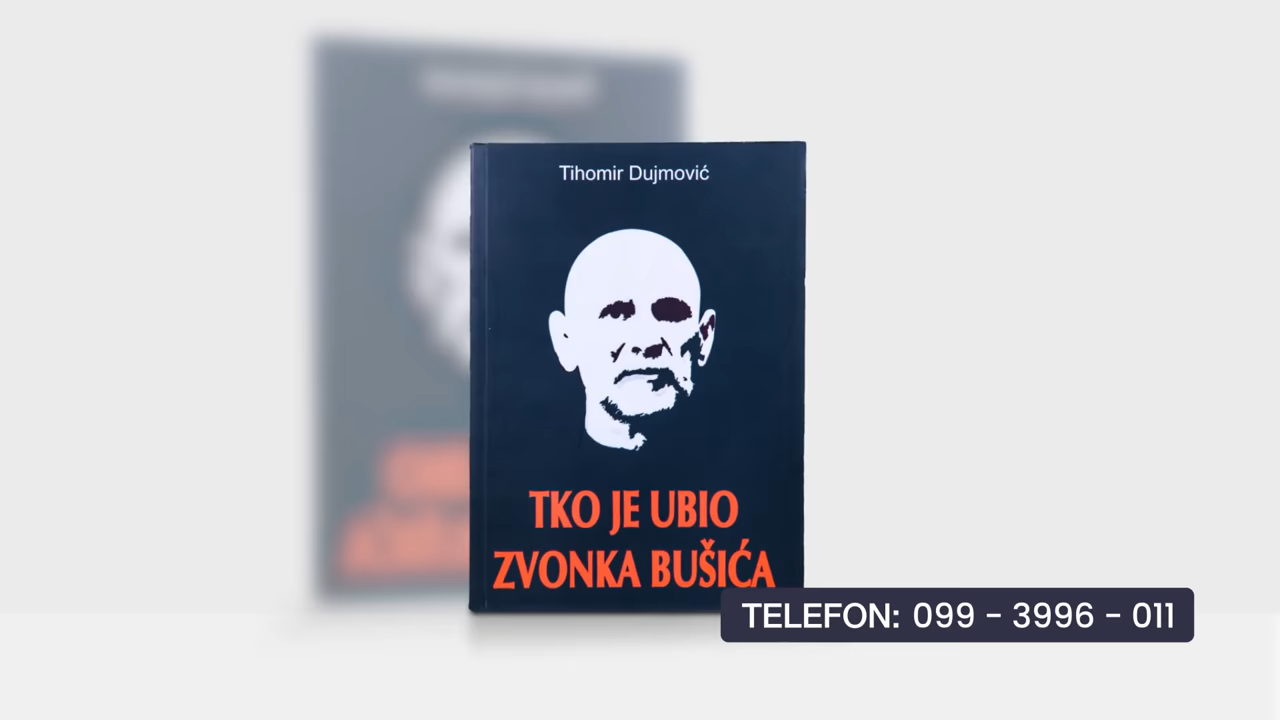 Tihomir Dujmović
TKO JE UBIO
ZVONKA BUŠIĆA
TELEFON: 099 - 3996 - 011